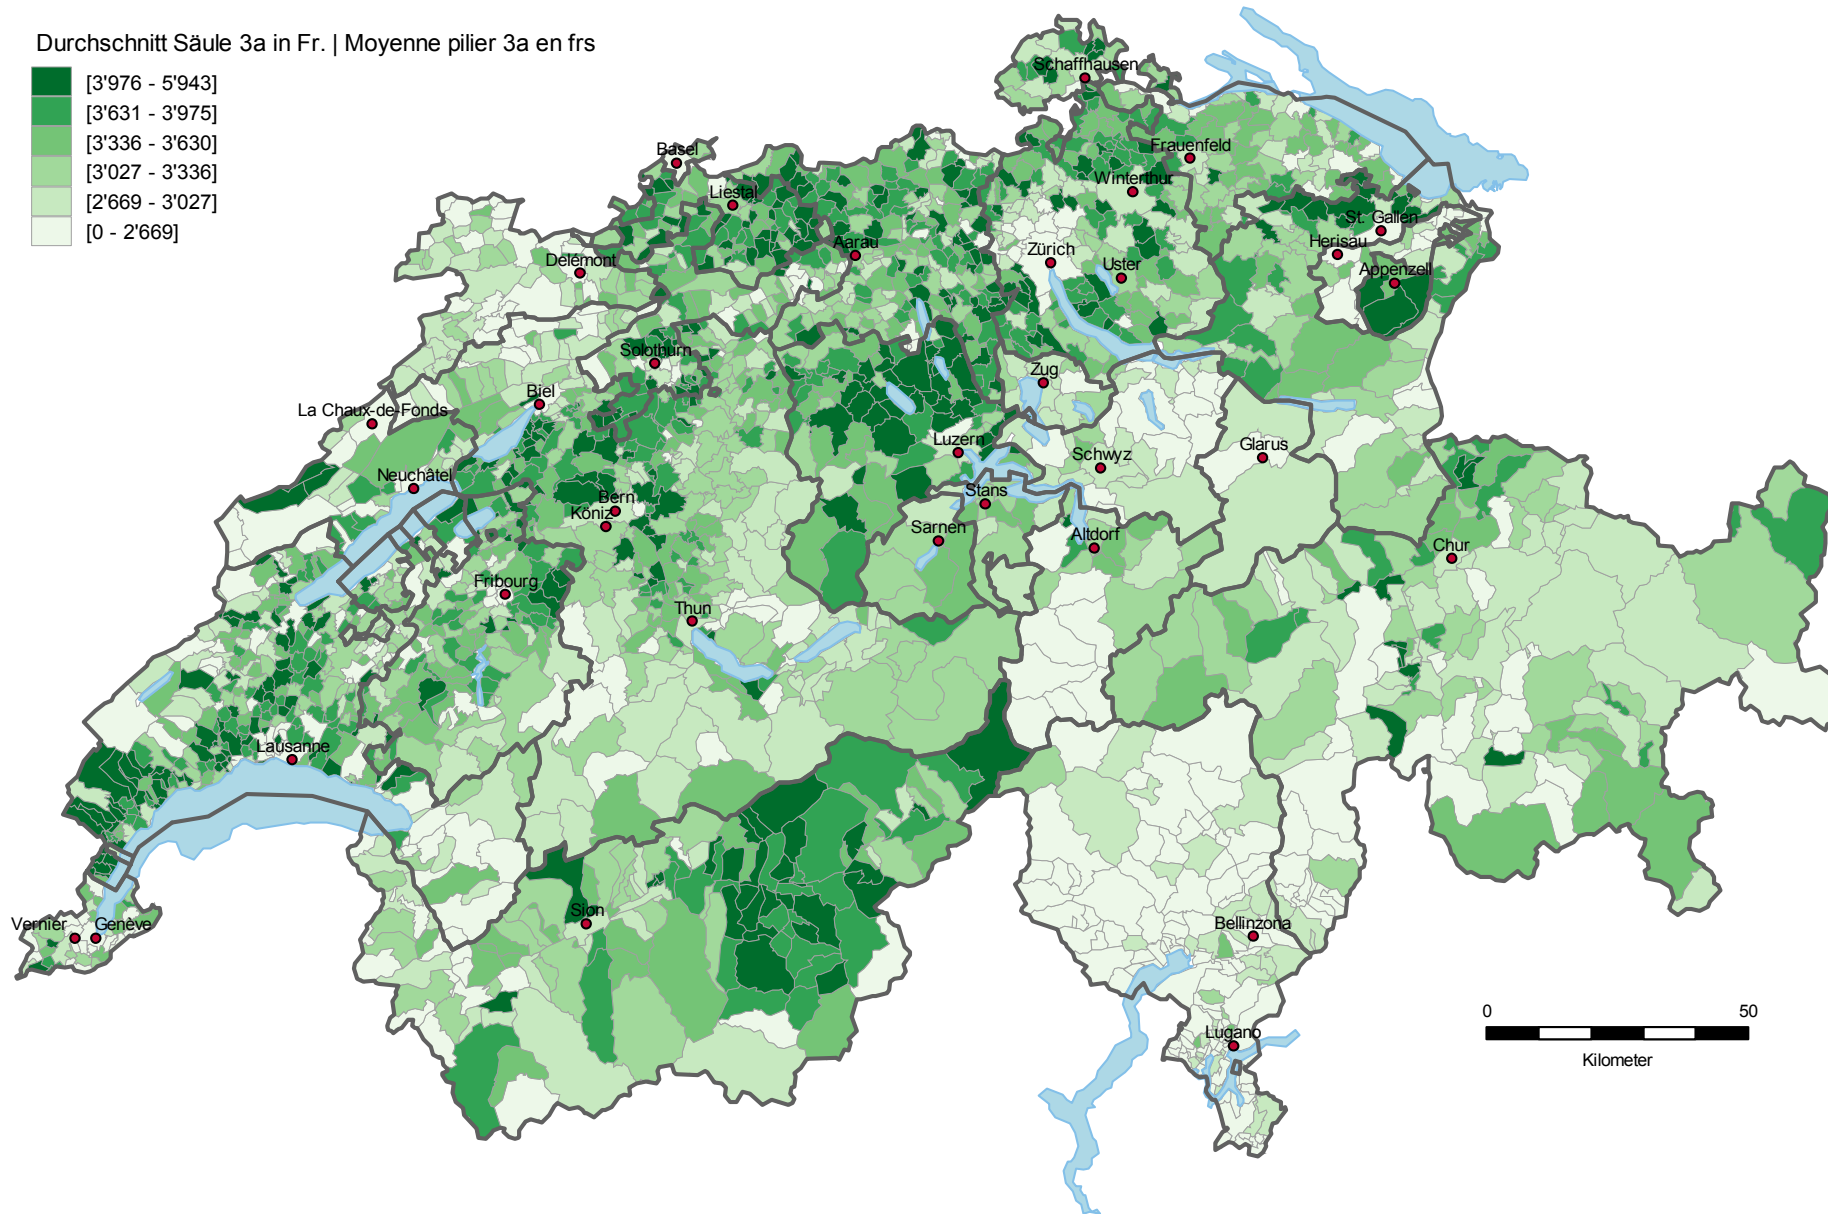 Durchschnitt Säule 3a in Fr. | Moyenne pilier 3a en frs
[3'976 - 5'943]
[3'631 - 3'975]
[3'336 - 3'630]
[3'027 - 3'336]
[2'669 - 3'027]
[0 - 2'669]
Schaffhausen
Basel
Frauenfeld
Liestal
Winterthur
St. Gallen
Aarau
Zürich
Herisau
Delémont
Uster
Appenzell
Solothurn
Zug
Biel
La Chaux-de-Fonds
Luzern
Glarus
Schwyz
Neuchâtel
Stans
Bern
Köniz
Sarnen
Altdorf
Chur
Fribourg
Thun
Lausanne
Sion
Vernier
Genève
Bellinzona
Lugano
0 50
Kilometer